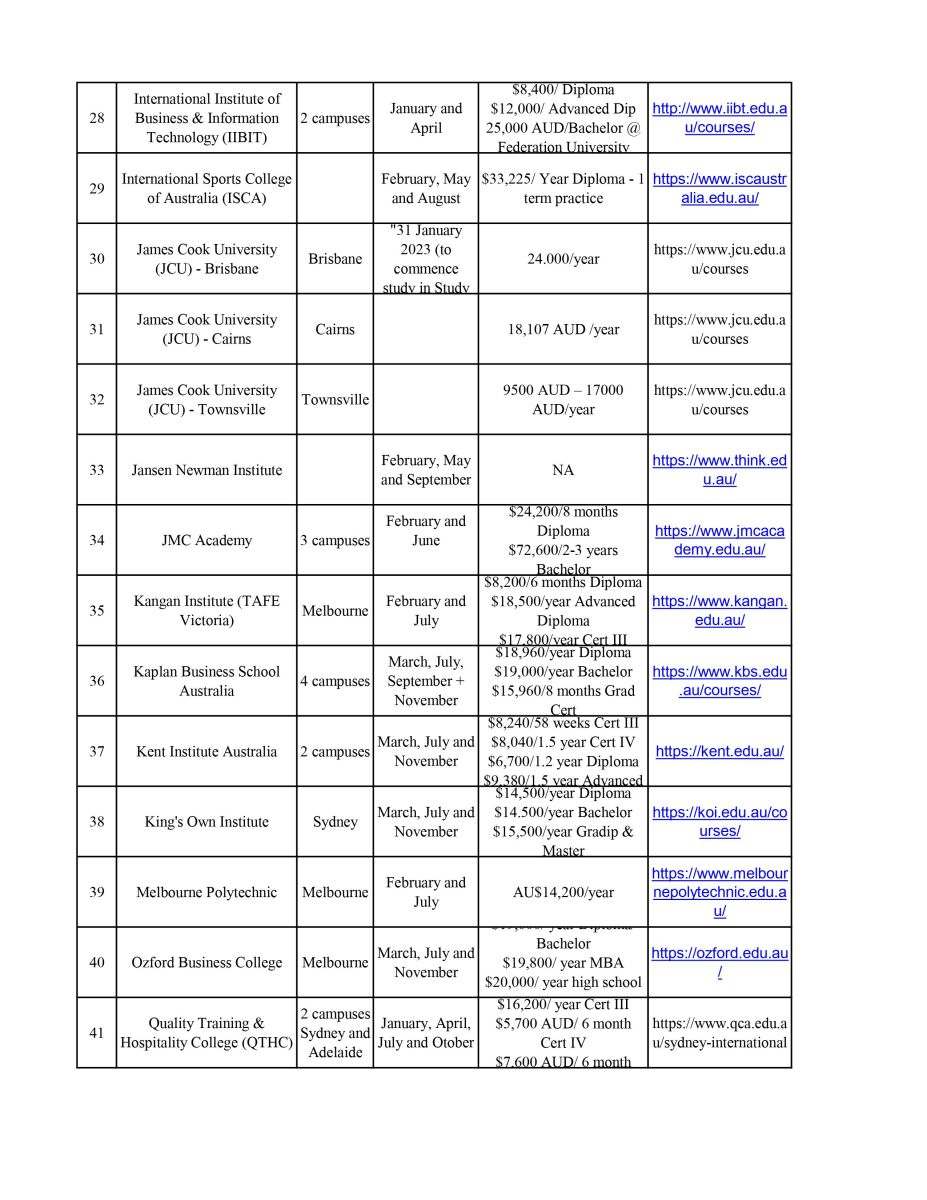 28
International Institute of
Business & Information
Technology (IIBIT)
2 campuses
January and
April
$8,400/ Diploma
$12,000/ Advanced Dip
25,000 AUD/Bachelor @
Federation University
http://www.iibt.edu.a
u/courses/
29
International Sports College
of Australia (ISCA)
February, May
and August
$33,225/ Year Diploma - 1
term practice
https://www.iscaustr
alia.edu.au/
30
James Cook University
(JCU) - Brisbane
Brisbane
"31 January
2023 (to
commence
study in Study
24.000/year
https://www.jcu.edu.a
u/courses
31
James Cook University
(JCU) - Cairns
Cairns
18,107 AUD /year
https://www.jcu.edu.a
u/courses
32
James Cook University
(JCU) - Townsville
Townsville
9500 AUD – 17000
AUD/year
https://www.jcu.edu.a
u/courses
33
Jansen Newman Institute
February, May
and September
NA
https://www.think.ed
u.au/
34
JMC Academy
3 campuses
February and
June
$24,200/8 months
Diploma
$72,600/2-3 years
Bachelor
https://www.jmcaca
demy.edu.au/
35
Kangan Institute (TAFE
Victoria)
Melbourne
February and
July
$8,200/6 months Diploma
$18,500/year Advanced
Diploma
$17,800/year Cert III
https://www.kangan.
edu.au/
36
Kaplan Business School
Australia
4 campuses
March, July,
September +
November
$18,960/year Diploma
$19,000/year Bachelor
$15,960/8 months Grad
Cert
https://www.kbs.edu
.au/courses/
37
Kent Institute Australia
2 campuses
March, July and
November
$8,240/58 weeks Cert III
$8,040/1.5 year Cert IV
$6,700/1.2 year Diploma
$9,380/1.5 year Advanced
https://kent.edu.au/
38
King's Own Institute
Sydney
March, July and
November
$14,500/year Diploma
$14.500/year Bachelor
$15,500/year Gradip &
Master
https://koi.edu.au/co
urses/
39
Melbourne Polytechnic
Melbourne
February and
July
AU$14,200/year
https://www.melbour
nepolytechnic.edu.a
u/
40
Ozford Business College
Melbourne
March, July and
November
year Diploma
Bachelor
$19,800/ year MBA
$20,000/ year high school
https://ozford.edu.au
/
41
Quality Training &
Hospitality College (QTHC)
2 campuses
Sydney and
Adelaide
January, April,
July and Otober
$16,200/ year Cert III
$5,700 AUD/ 6 month
Cert IV
$7,600 AUD/ 6 month
https://www.qca.edu.a
u/sydney-international